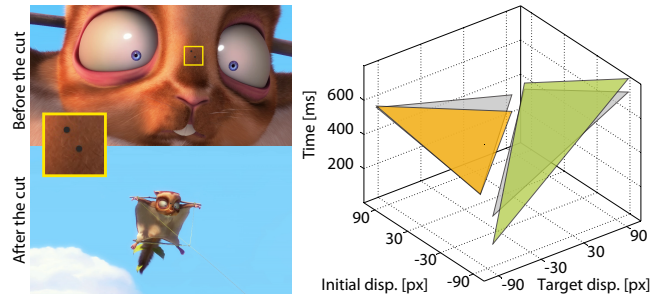 Before the cut
After the cut
Time [ms]
600
400
200
90
30
-30
-90
Initial disp. [px]
-90
-30
30
90
Target disp. [px]